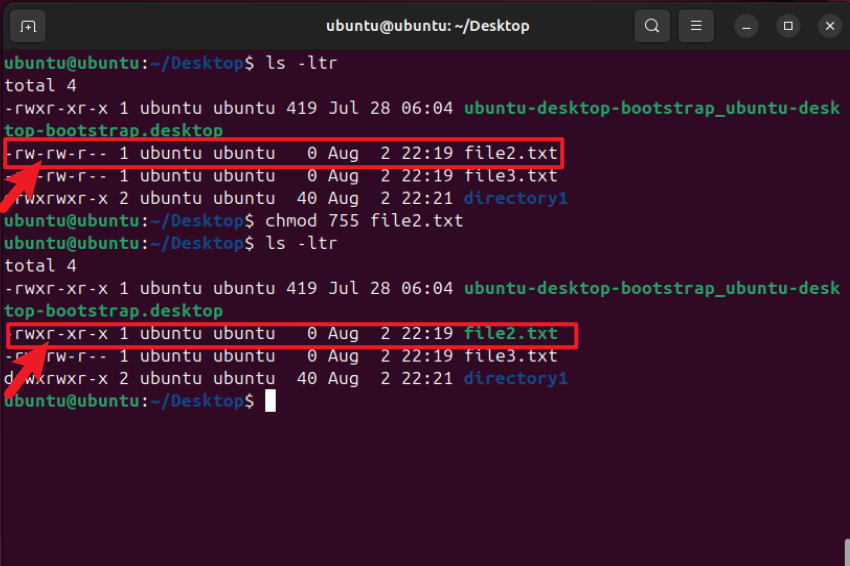 ubuntu@ubuntu: ~/Desktop
ubuntu@ubuntu:~/Desktop$ ls -ltr
total 4
-rwxr-xr-x 1 ubuntu ubuntu 419 Jul 28 06:04 ubuntu-desktop-bootstrap_ubuntu-desk
top-bootstrap.desktop
-rw-rw-r-- 1 ubuntu ubuntu   0 Aug  2 22:19 file2.txt
-rw-rw-r-- 1 ubuntu ubuntu   0 Aug  2 22:19 file3.txt
drwxrwxr-x 2 ubuntu ubuntu  40 Aug  2 22:21 directory1
ubuntu@ubuntu:~/Desktop$ chmod 755 file2.txt
ubuntu@ubuntu:~/Desktop$ ls -ltr
total 4
-rwxr-xr-x 1 ubuntu ubuntu 419 Jul 28 06:04 ubuntu-desktop-bootstrap_ubuntu-desk
top-bootstrap.desktop
-rwxr-xr-x 1 ubuntu ubuntu   0 Aug  2 22:19 file2.txt
-rw-rw-r-- 1 ubuntu ubuntu   0 Aug  2 22:19 file3.txt
drwxrwxr-x 2 ubuntu ubuntu  40 Aug  2 22:21 directory1
ubuntu@ubuntu:~/Desktop$